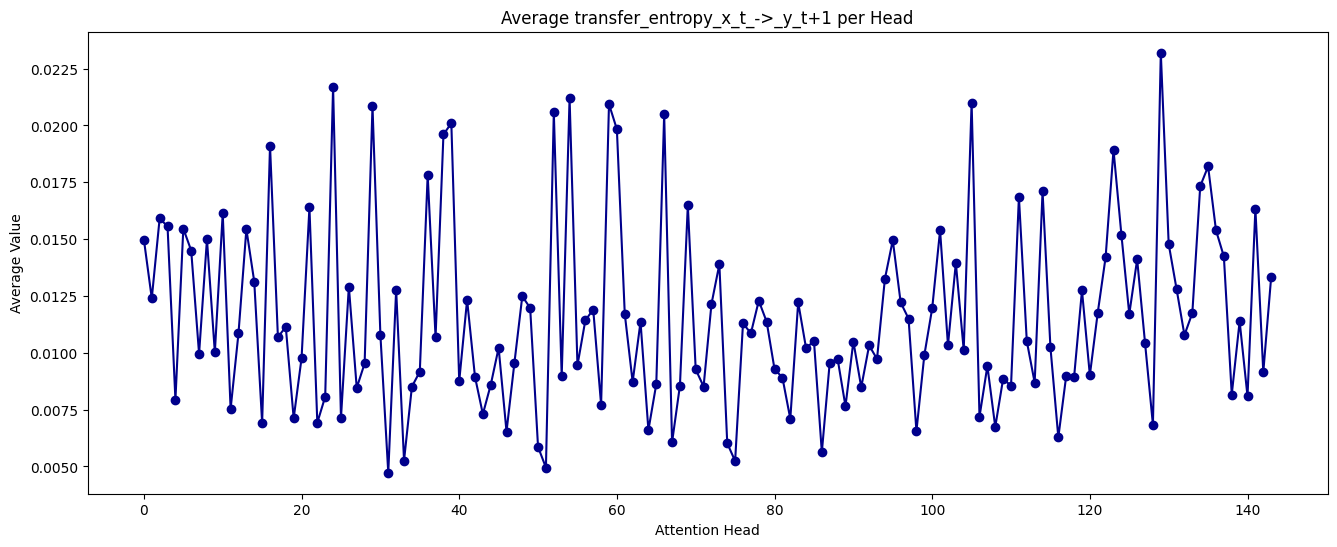 Average transfer_entropy_x_t_->_y_t+1 per Head
0.0225
0.0200
0.0175
0.0150
0.0125
0.0100
0.0075
0.0050
Average Value
0 20 40 60 80 100 120 140
Attention Head